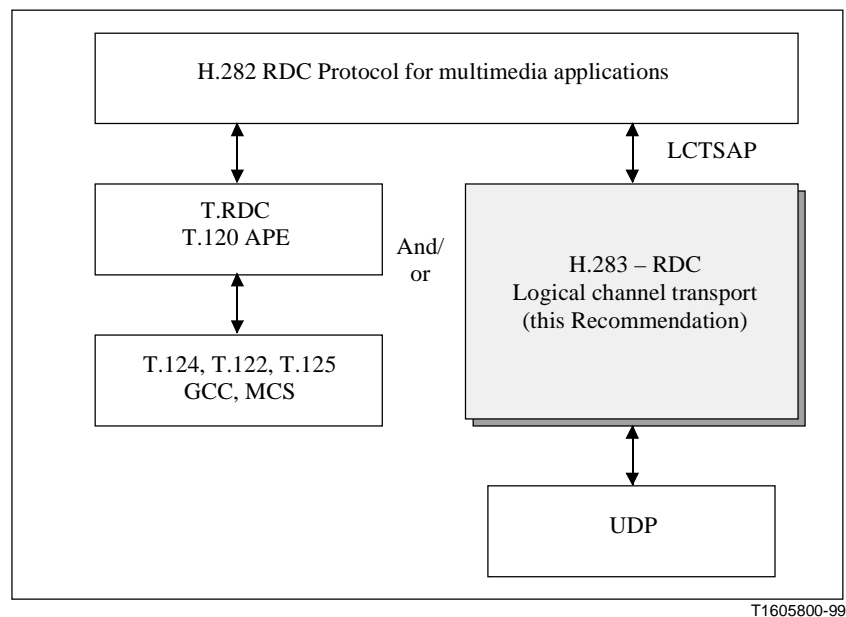 H.282 RDC Protocol for multimedia applications
LCTSAP
T.RDC
T.120 APE
And/
or
H.283 – RDC
Logical channel transport
(this Recommendation)
T.124, T.122, T.125
GCC, MCS
UDP
T1605800-99